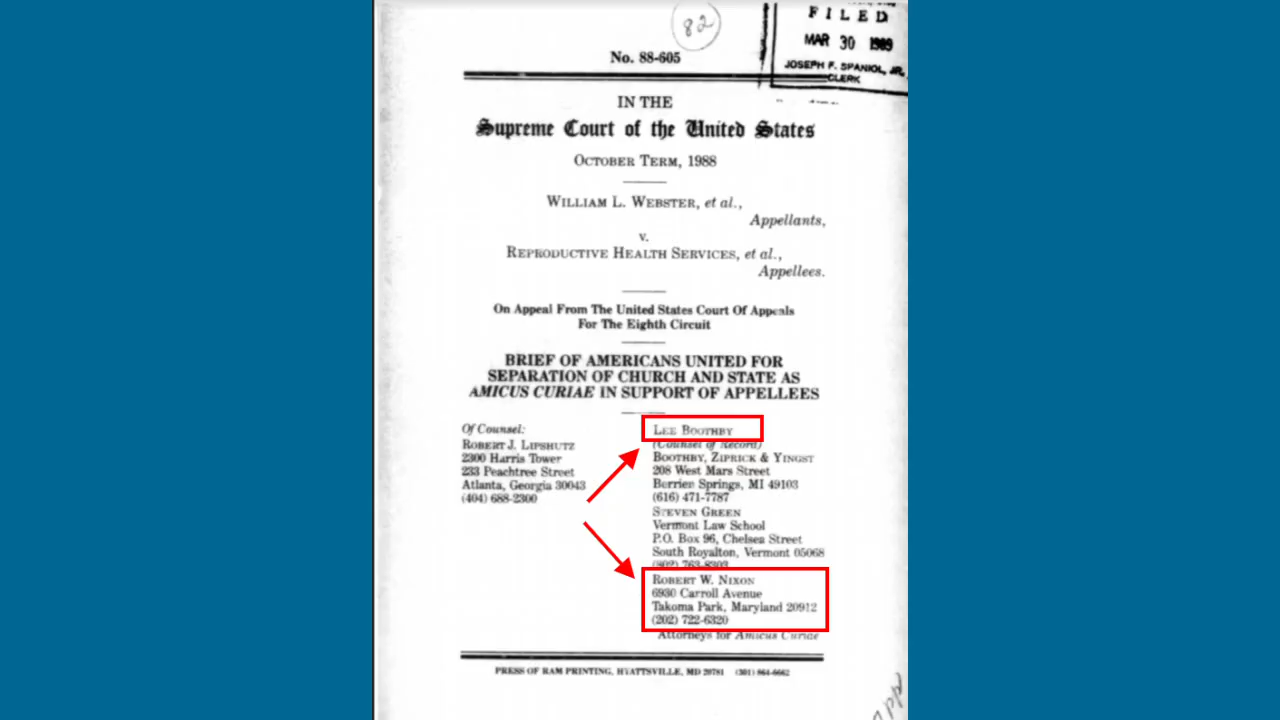 82
FILED
MAR 30 1989
JOSEPH F. SPANIOL, JR.
CLERK
No. 88-605
IN THE
Supreme Court of the United States
OCTOBER TERM, 1988
WILLIAM L. WEBSTER, et al.,
Appellants,
v.
REPRODUCTIVE HEALTH SERVICES, et al.,
Appellees.
On Appeal From The United States Court Of Appeals
For The Eighth Circuit
BRIEF OF AMERICANS UNITED FOR
SEPARATION OF CHURCH AND STATE AS
AMICUS CURIAE IN SUPPORT OF APPELLEES
Of Counsel:
ROBERT J. LIPSHUTZ
2300 Harris Tower
233 Peachtree Street
Atlanta, Georgia 30043
(404) 688-2300
LEE BOOTHBY
(Counsel of Record)
BOOTHBY, ZIPRICK & YINGST
208 West Mars Street
Berrien Springs, MI 49103
(616) 471-7787
STEVEN GREEN
Vermont Law School
P.O. Box 96, Chelsea Street
South Royalton, Vermont 05068
(802) 763-8303
ROBERT W. NIXON
6930 Carroll Avenue
Takoma Park, Maryland 20912
(202) 722-6320
Attorneys for Amicus Curiae
PRESS OF RAM PRINTING, HYATTSVILLE, MD 20781 (301) 864-6662